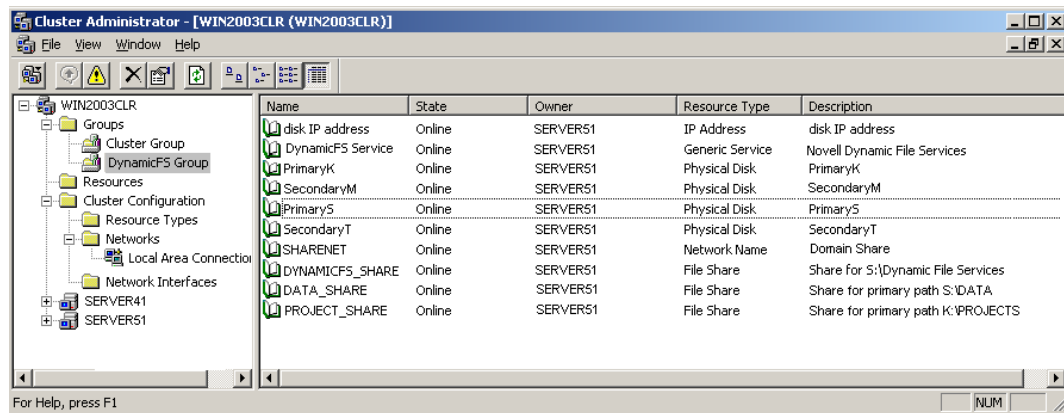 Cluster Administrator - [WIN2003CLR (WIN2003CLR)]
File View Window Help
WIN2003CLR
Groups
Cluster Group
DynamicFS Group
Resources
Cluster Configuration
Resource Types
Networks
Local Area Connection
Network Interfaces
SERVER41
SERVER51
Name State Owner Resource Type Description
disk IP address Online SERVER51 IP Address disk IP address
DynamicFS Service Online SERVER51 Generic Service Novell Dynamic File Services
PrimaryK Online SERVER51 Physical Disk PrimaryK
SecondaryM Online SERVER51 Physical Disk SecondaryM
PrimaryS Online SERVER51 Physical Disk PrimaryS
SecondaryT Online SERVER51 Physical Disk SecondaryT
SHARENET Online SERVER51 Network Name Domain Share
DYNAMICFS_SHARE Online SERVER51 File Share Share for S:\Dynamic File Services
DATA_SHARE Online SERVER51 File Share Share for primary path S:\DATA
PROJECT_SHARE Online SERVER51 File Share Share for primary path K:\PROJECTS
For Help, press F1 NUM